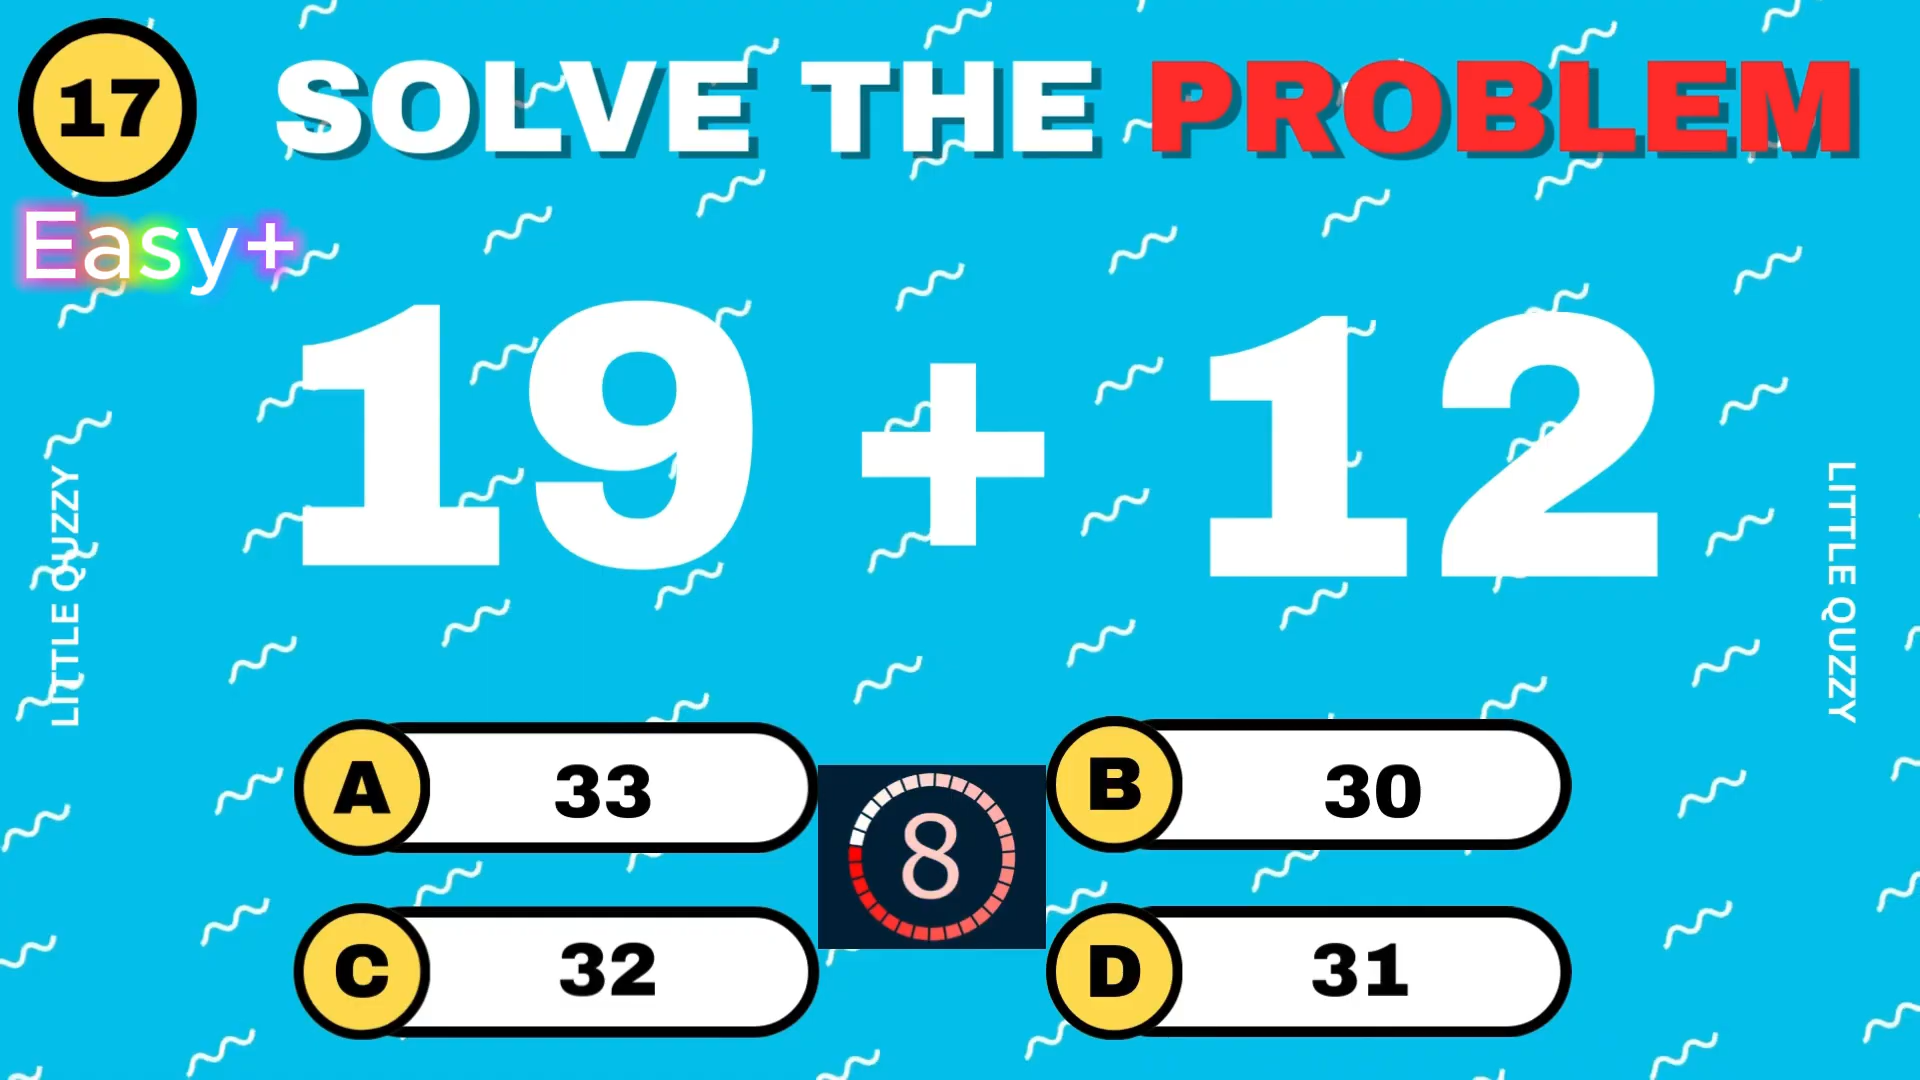 17
SOLVE THE PROBLEM
Easy+
19 + 12
LITTLE QUZZY
LITTLE QUZZY
A 33
B 30
8
C 32
D 31